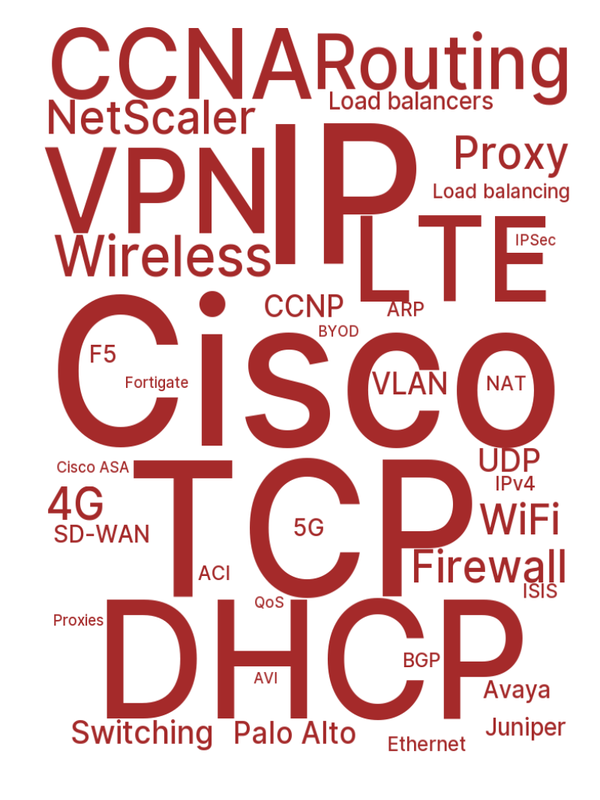 CCNA
Routing
Load balancers
NetScaler
VPN
IP
Proxy
Load balancing
Wireless
LTE
IPSec
CCNP
ARP
BYOD
Cisco
F5
Fortigate
VLAN
NAT
Cisco ASA
TCP
UDP
IPv4
4G
WiFi
SD-WAN
5G
Firewall
ACI
ISIS
QoS
DHCP
Proxies
BGP
AVI
Avaya
Switching
Palo Alto
Juniper
Ethernet